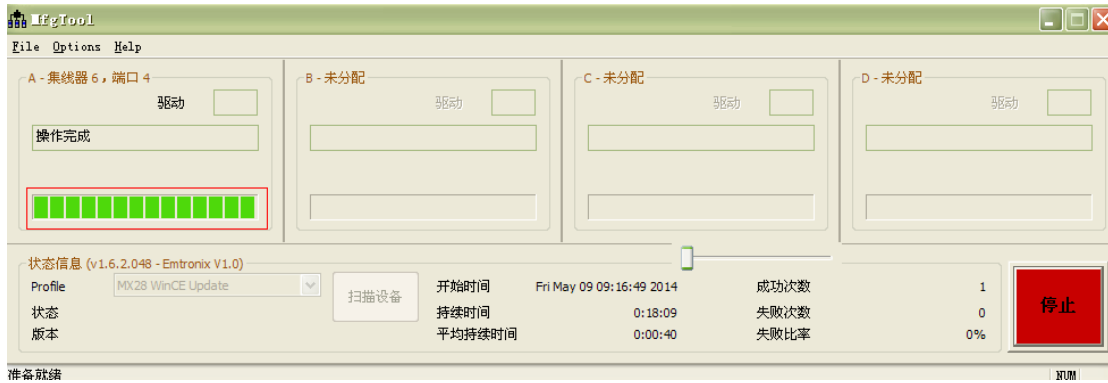 MfgTool
File Options Help
A - 集线器 6，端口 4
驱动
操作完成
B - 未分配
驱动
C - 未分配
驱动
D - 未分配
驱动
状态信息 (v1.6.2.048 - Emtronix V1.0)
Profile MX28 WinCE Update
状态
版本
扫描设备
开始时间 Fri May 09 09:16:49 2014
持续时间 0:18:09
平均持续时间 0:00:40
成功次数 1
失败次数 0
失败比率 0%
停止
准备就绪 NUM